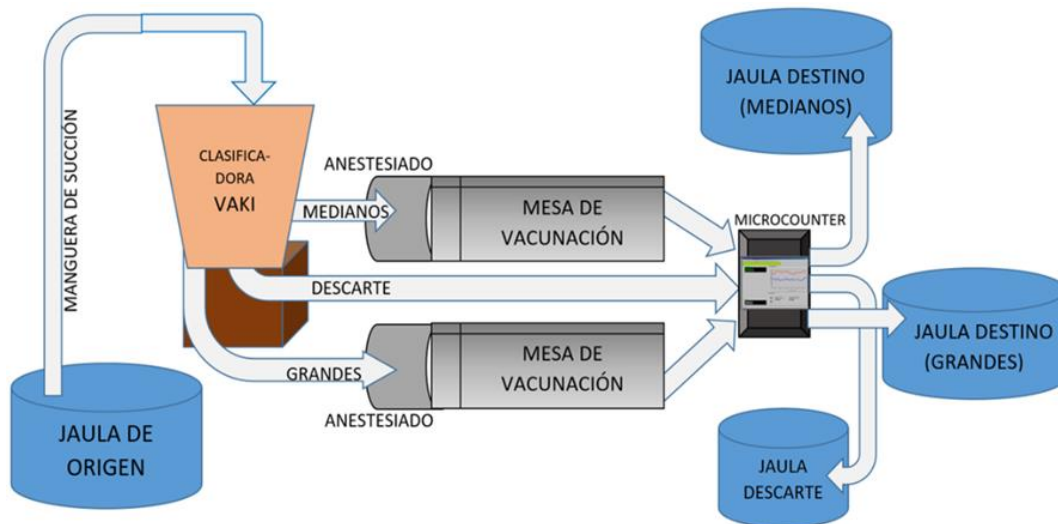 MANGUERA DE SUCCIÓN
CLASIFICA-
DORA
VAKI
ANESTESIADO
MEDIANOS
MESA DE
VACUNACIÓN
DESCARTE
GRANDES
MESA DE
VACUNACIÓN
ANESTESIADO
MICROCOUNTER
JAULA DESTINO
(MEDIANOS)
JAULA DESTINO
(GRANDES)
JAULA DE
ORIGEN
JAULA
DESCARTE